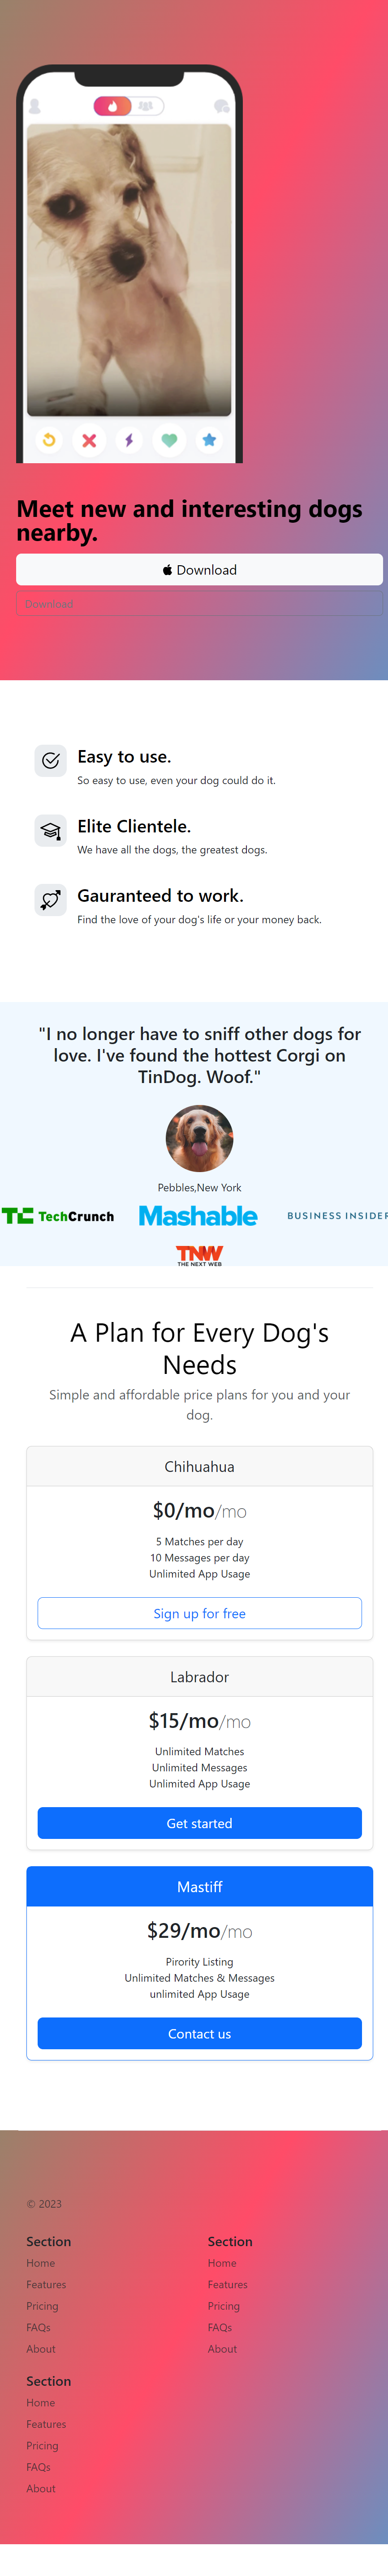 Meet new and interesting dogs
nearby.
Download
Download
Easy to use.
So easy to use, even your dog could do it.
Elite Clientele.
We have all the dogs, the greatest dogs.
Gauranteed to work.
Find the love of your dog's life or your money back.
"I no longer have to sniff other dogs for
love. I've found the hottest Corgi on
TinDog. Woof."
Pebbles,New York
TC TechCrunch
Mashable
BUSINESS INSIDER
TNW
THE NEXT WEB
A Plan for Every Dog's
Needs
Simple and affordable price plans for you and your
dog.
Chihuahua
$0/mo/mo
5 Matches per day
10 Messages per day
Unlimited App Usage
Sign up for free
Labrador
$15/mo/mo
Unlimited Matches
Unlimited Messages
Unlimited App Usage
Get started
Mastiff
$29/mo/mo
Pirority Listing
Unlimited Matches & Messages
unlimited App Usage
Contact us
© 2023
Section
Home
Features
Pricing
FAQs
About
Section
Home
Features
Pricing
FAQs
About
Section
Home
Features
Pricing
FAQs
About